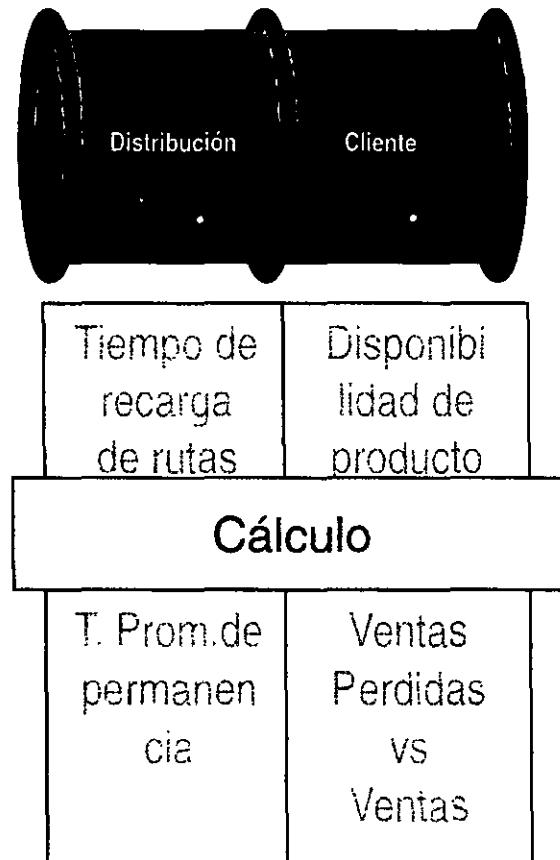 Distribución Cliente
Tiempo de
recarga
de rutas
Disponibi
lidad de
producto
Cálculo
T. Prom.de
permanen
cia
Ventas
Perdidas
vs
Ventas